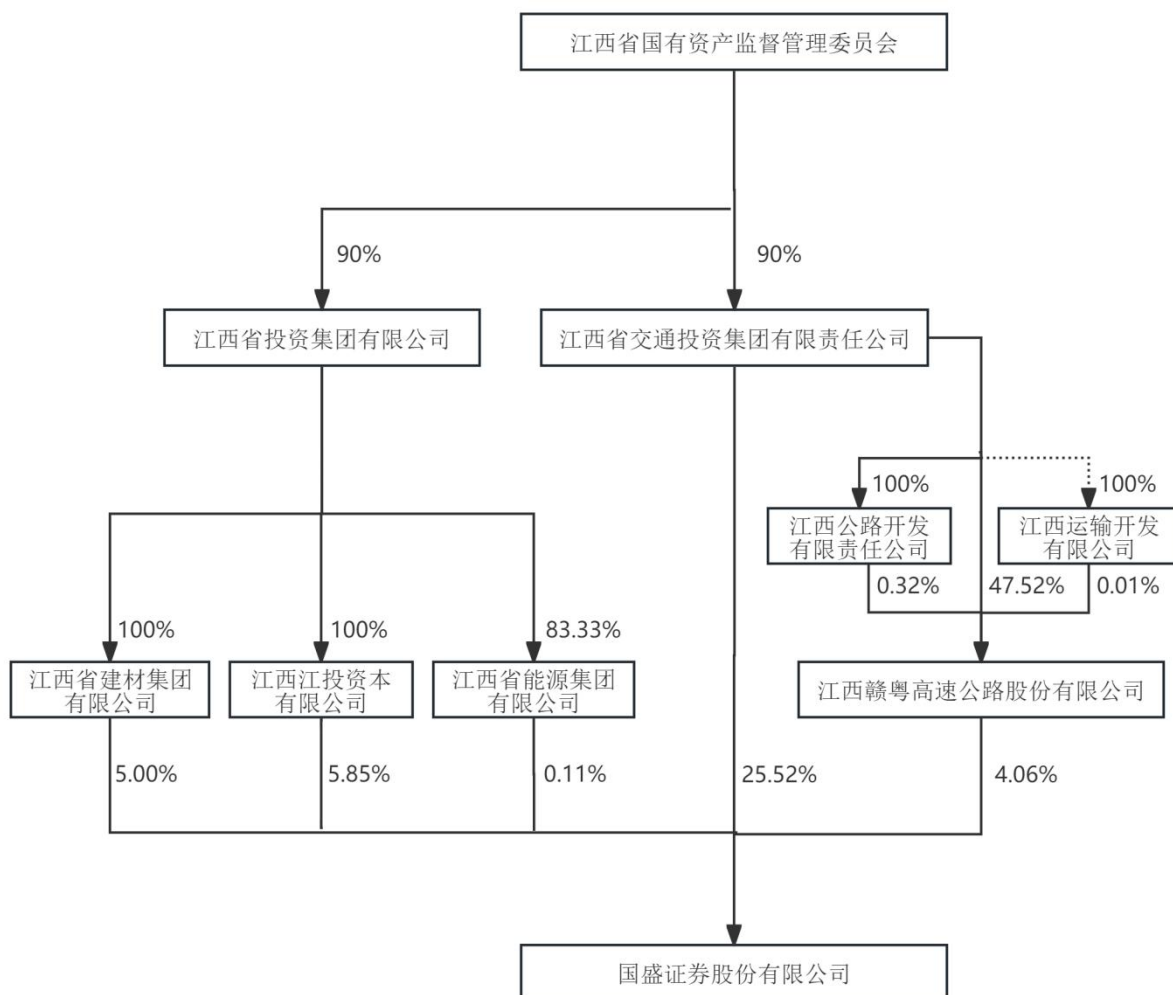 江西省国有资产监督管理委员会
90%
90%
江西省投资集团有限公司
江西省交通投资集团有限责任公司
100%
100%
江西公路开发
有限责任公司
江西运输开发
有限公司
0.32%
47.52%
0.01%
100%
100%
83.33%
江西省建材集团
有限公司
江西江投资本
有限公司
江西省能源集团
有限公司
江西赣粤高速公路股份有限公司
5.00%
5.85%
0.11%
25.52%
4.06%
国盛证券股份有限公司